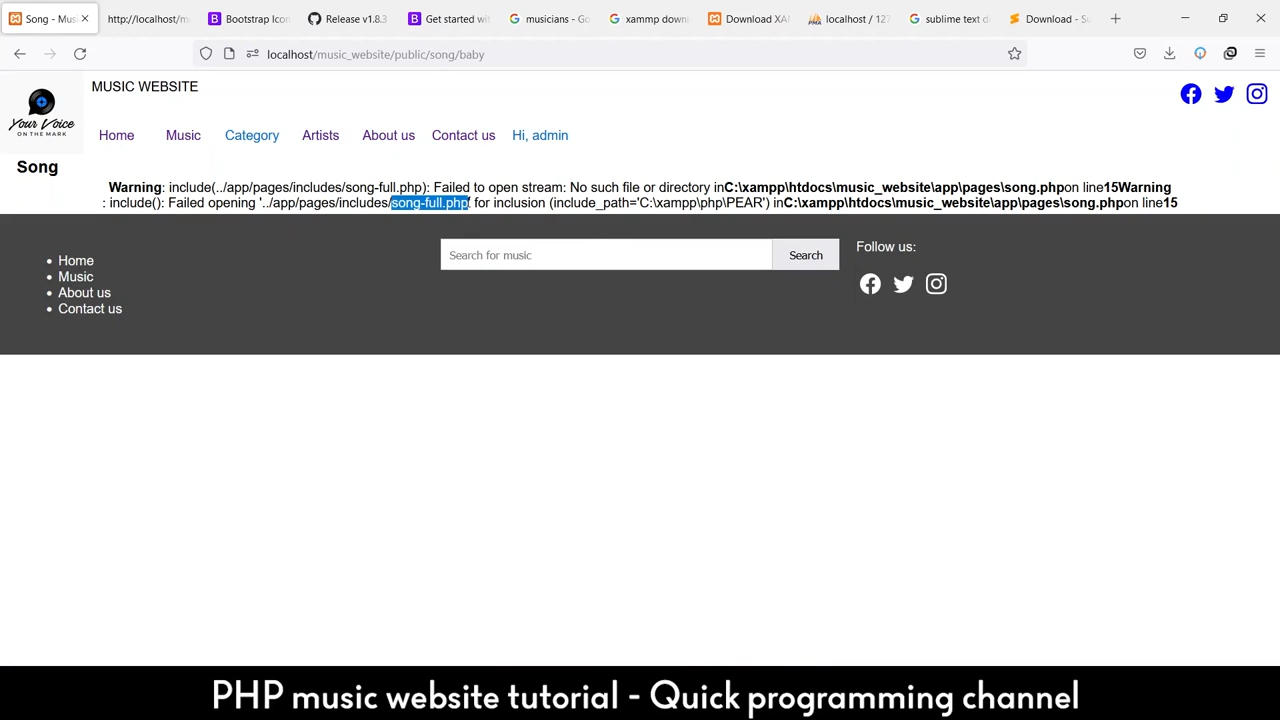 Song - Mus
http://localhost/m
Bootstrap Icon
Release v1.8.3
Get started wit
musicians - Go
xammp down
Download XA
localhost / 127
sublime text d
Download - Su
localhost/music_website/public/song/baby
YOUR VOICE
ON THE MARK
MUSIC WEBSITE
Home Music Category Artists About us Contact us Hi, admin
Song
Warning: include(../app/pages/includes/song-full.php): Failed to open stream: No such file or directory inC:\xampp\htdocs\music_website\app\pages\song.phpon line15Warning
: include(): Failed opening '../app/pages/includes/song-full.php' for inclusion (include_path='C:\xampp\php\PEAR') inC:\xampp\htdocs\music_website\app\pages\song.phpon line15
Home
Music
About us
Contact us
Search for music Search
Follow us:
PHP music website tutorial - Quick programming channel